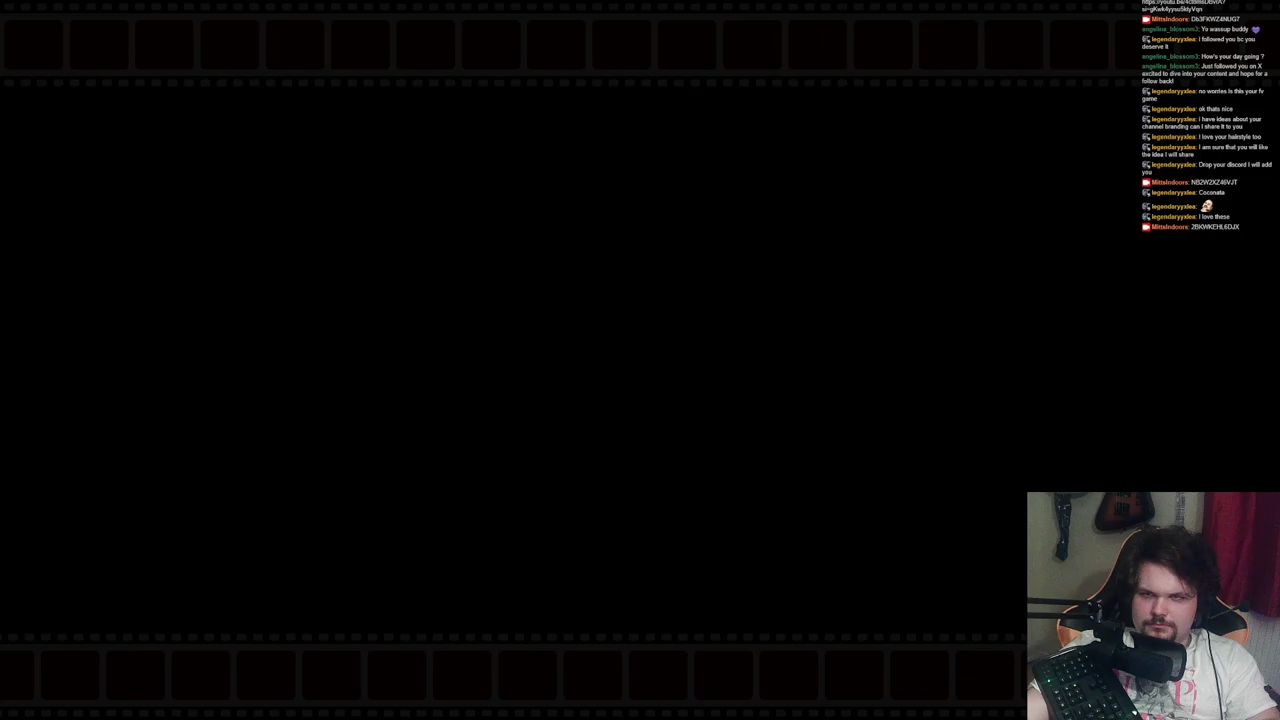 MittsIndoors: Db3FKWZ4NUG7
angelina_blossom3: Yo wassup buddy
legendaryyxlea: i followed you bc you
deserve it
angelina_blossom3: How's your day going ?
angelina_blossom3: Just followed you on X
excited to dive into your content and hope for a
follow back!
legendaryyxlea: no worries is this your fv
game
legendaryyxlea: ok thats nice
legendaryyxlea: i have ideas about your
channel branding can i share it to you
legendaryyxlea: I love your hairstyle too
legendaryyxlea: I am sure that you will like
the idea I will share
legendaryyxlea: Drop your discord I will add
you
MittsIndoors: NB2W2XZ46VJT
legendaryyxlea: Coconata
legendaryyxlea:
legendaryyxlea: I love these
MittsIndoors: 2BKWKEHL6DJX